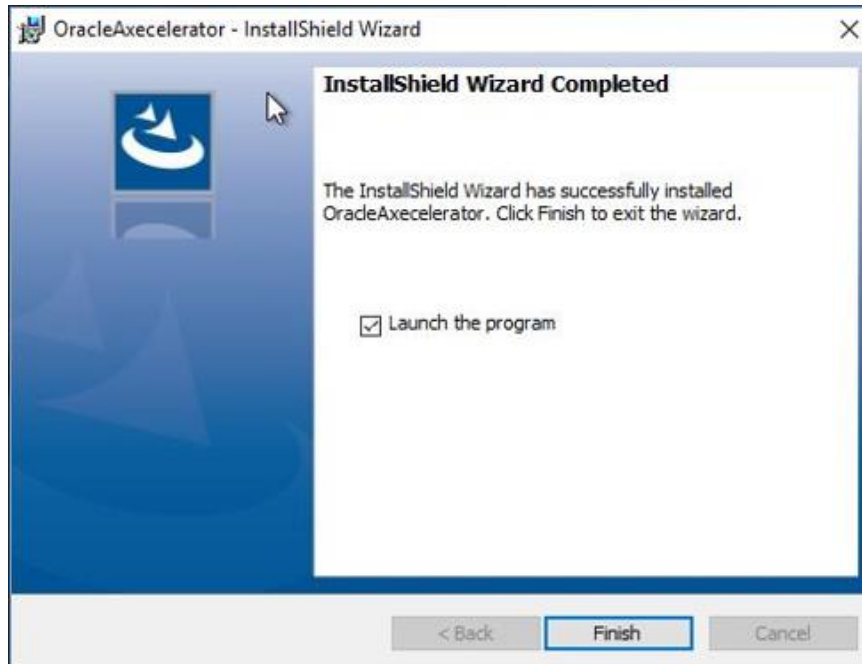 OracleAxecelerator - InstallShield Wizard
InstallShield Wizard Completed
The InstallShield Wizard has successfully installed
OracleAxecelerator. Click Finish to exit the wizard.
Launch the program
< Back
Finish
Cancel